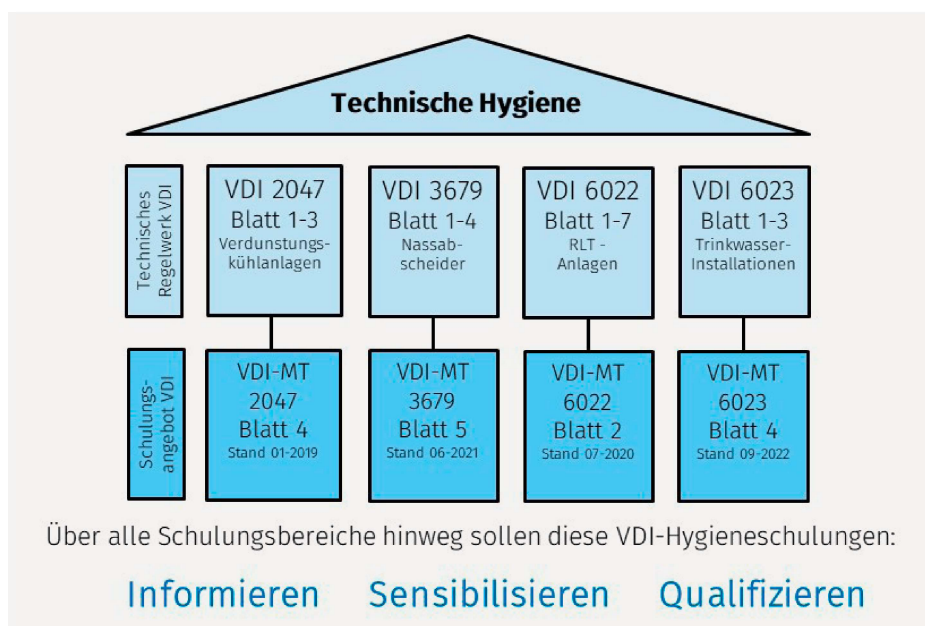 Technische Hygiene
Technisches
Regelwerk VDI
VDI 2047
Blatt 1-3
Verdunstungs-
kühlanlagen
VDI 3679
Blatt 1-4
Nassab-
scheider
VDI 6022
Blatt 1-7
RLT -
Anlagen
VDI 6023
Blatt 1-3
Trinkwasser-
Installationen
Schulungs-
angebot VDI
VDI-MT
2047
Blatt 4
Stand 01-2019
VDI-MT
3679
Blatt 5
Stand 06-2021
VDI-MT
6022
Blatt 2
Stand 07-2020
VDI-MT
6023
Blatt 4
Stand 09-2022
Über alle Schulungsbereiche hinweg sollen diese VDI-Hygieneschulungen:
Informieren Sensibilisieren Qualifizieren